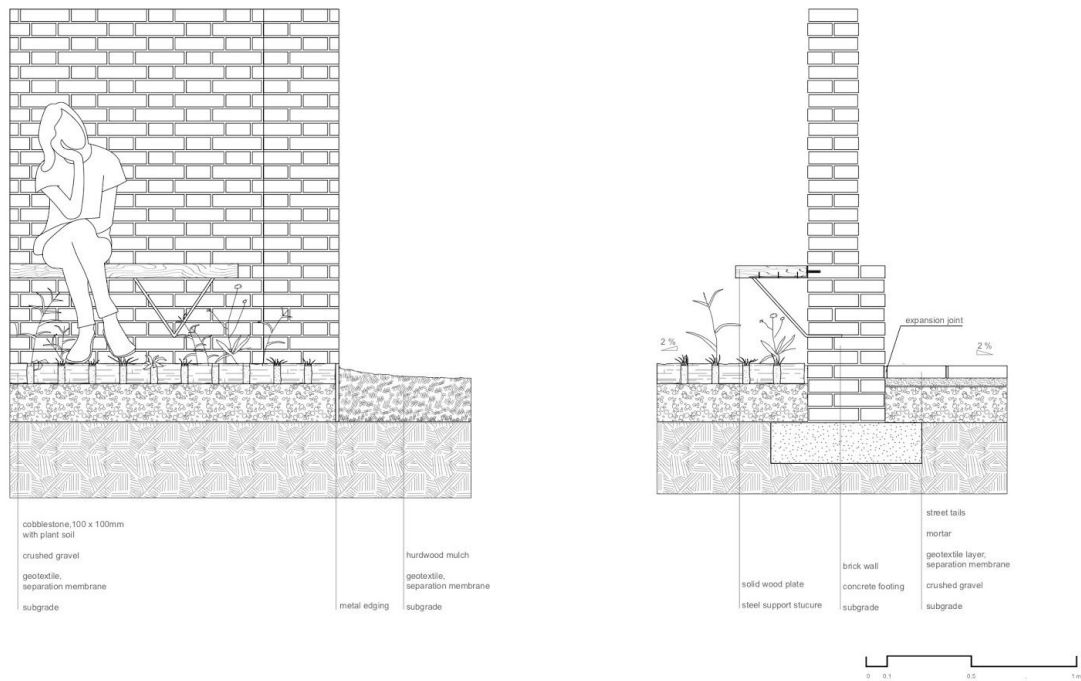 expansion joint
2 %
2 %
cobblestone,100 x 100mm
with plant soil
crushed gravel
geotextile,
separation membrane
subgrade
metal edging
hurdwood mulch
geotextile,
separation membrane
subgrade
solid wood plate
steel support stucure
brick wall
concrete footing
subgrade
street tails
mortar
geotextile layer,
separation membrane
crushed gravel
subgrade
0 0.1 0.5 1 m